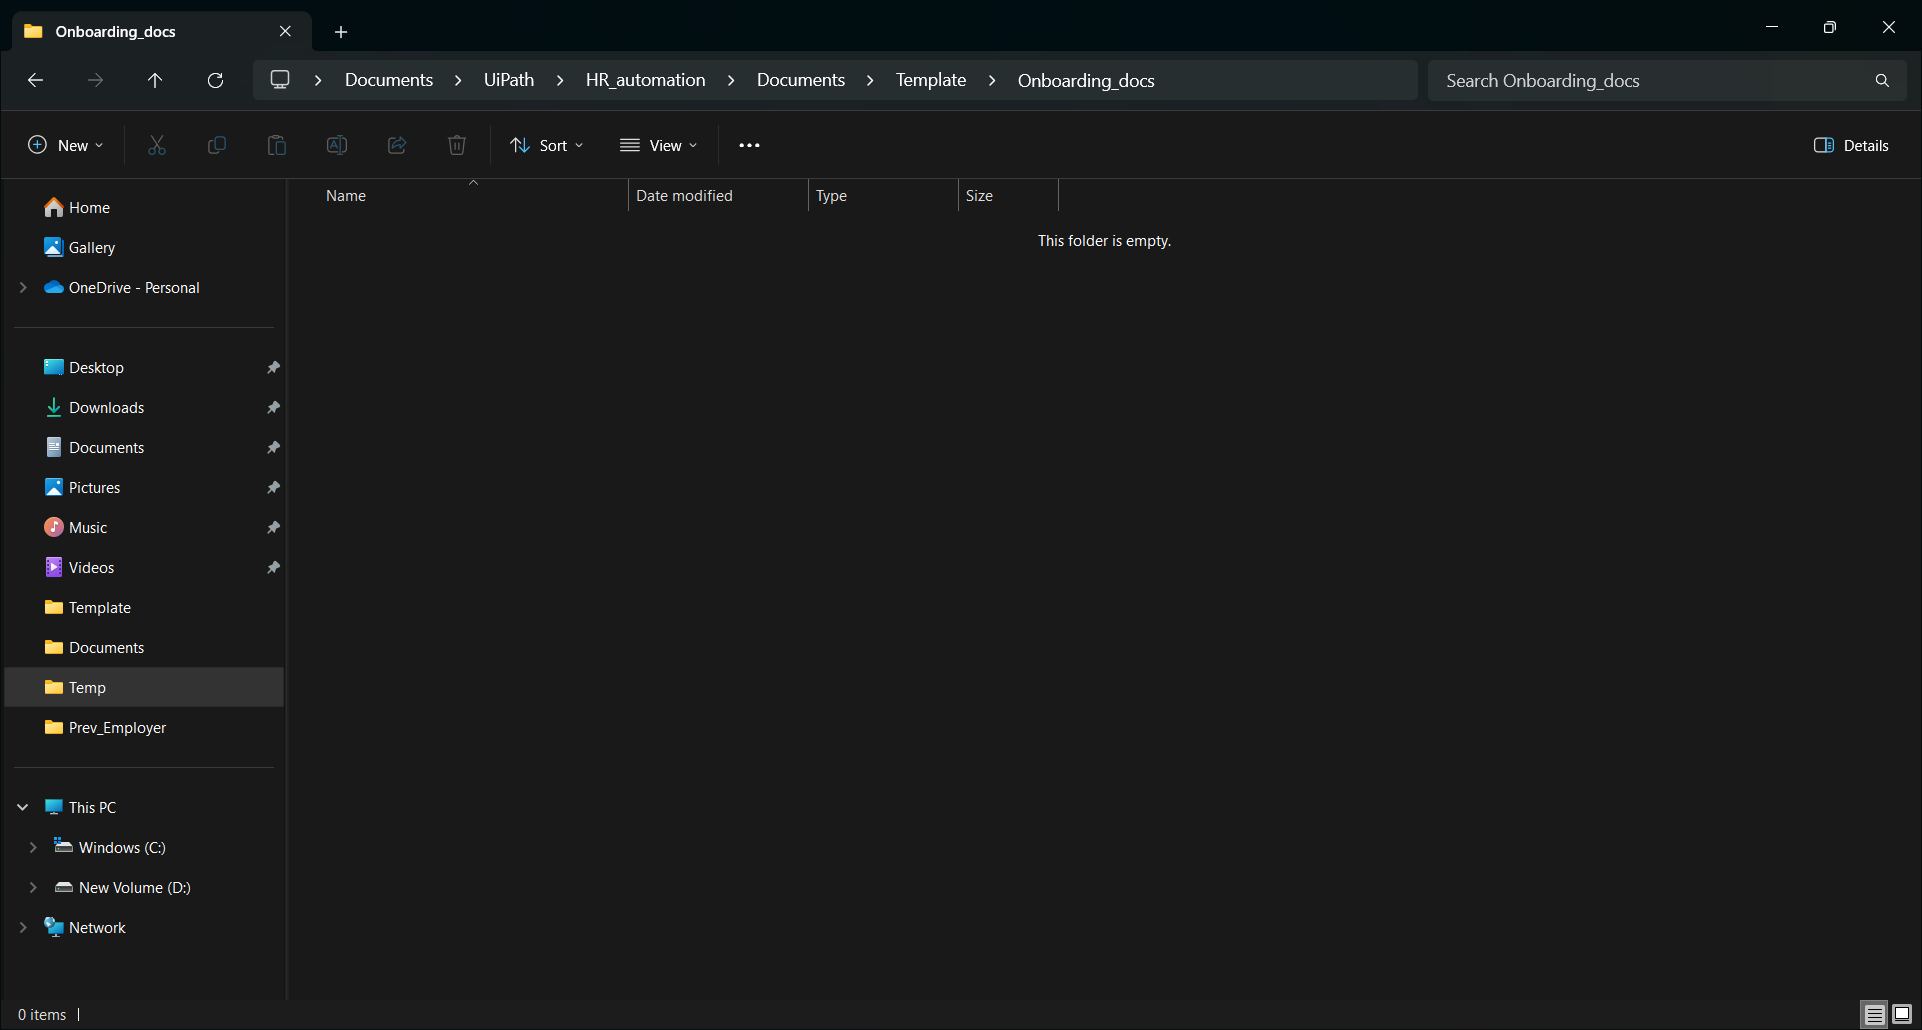 Onboarding_docs
Documents > UiPath > HR_automation > Documents > Template > Onboarding_docs
Search Onboarding_docs
New
Sort
View
Details
Name
Date modified
Type
Size
This folder is empty.
Home
Gallery
OneDrive - Personal
Desktop
Downloads
Documents
Pictures
Music
Videos
Template
Documents
Temp
Prev_Employer
This PC
Windows (C:)
New Volume (D:)
Network
0 items